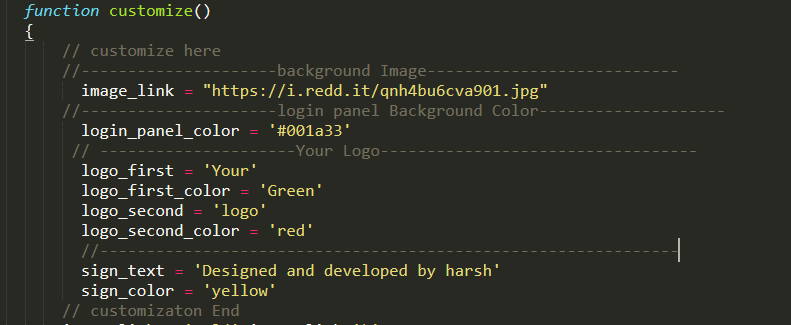 function customize()
{
// customize here
//---------------------background Image---------------------------
image_link = "https://i.redd.it/qnh4bu6cva901.jpg"
//---------------------login panel Background Color--------------------
login_panel_color = '#001a33'
// ---------------------Your Logo----------------------------------
logo_first = 'Your'
logo_first_color = 'Green'
logo_second = 'logo'
logo_second_color = 'red'
//--------------------------------------------------------------
sign_text = 'Designed and developed by harsh'
sign_color = 'yellow'
// customizaton End